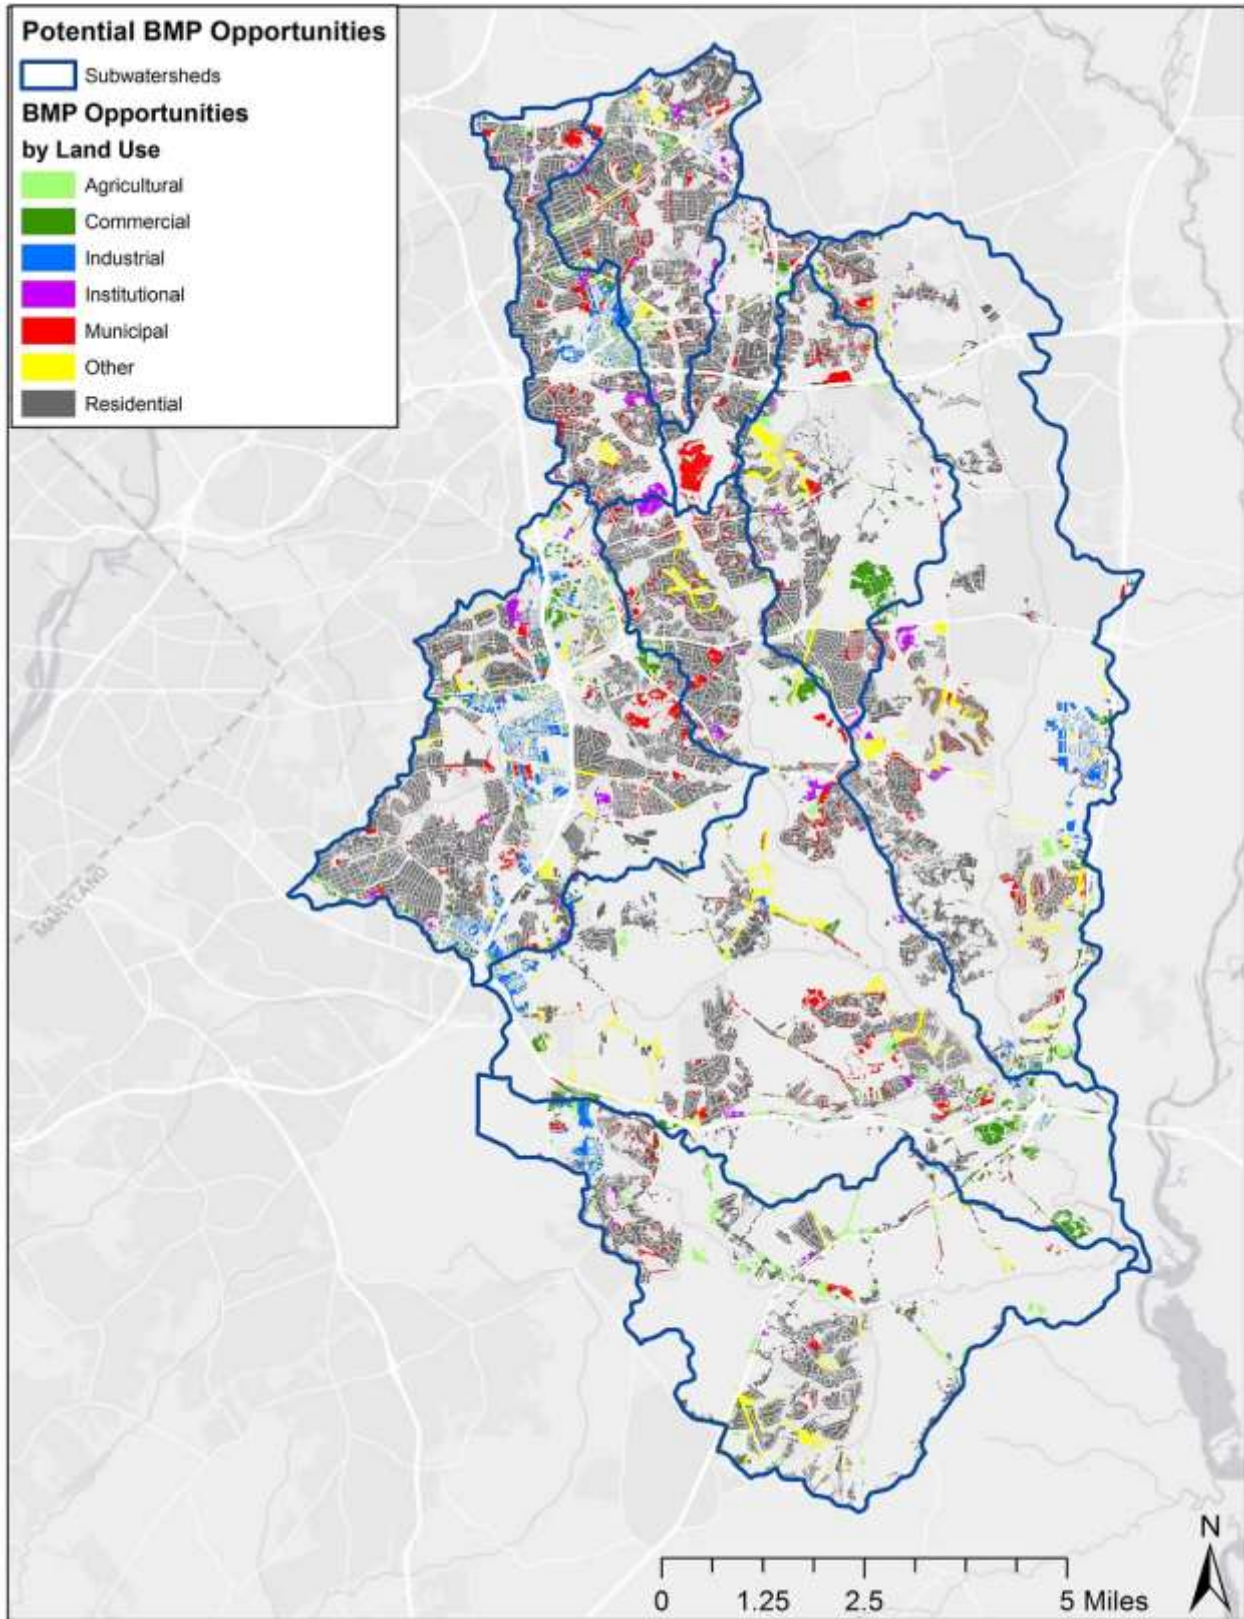 Potential BMP Opportunities
Subwatersheds
BMP Opportunities
by Land Use
Agricultural
Commercial
Industrial
Institutional
Municipal
Other
Residential
MARYLAND
N
0 1.25 2.5 5 Miles